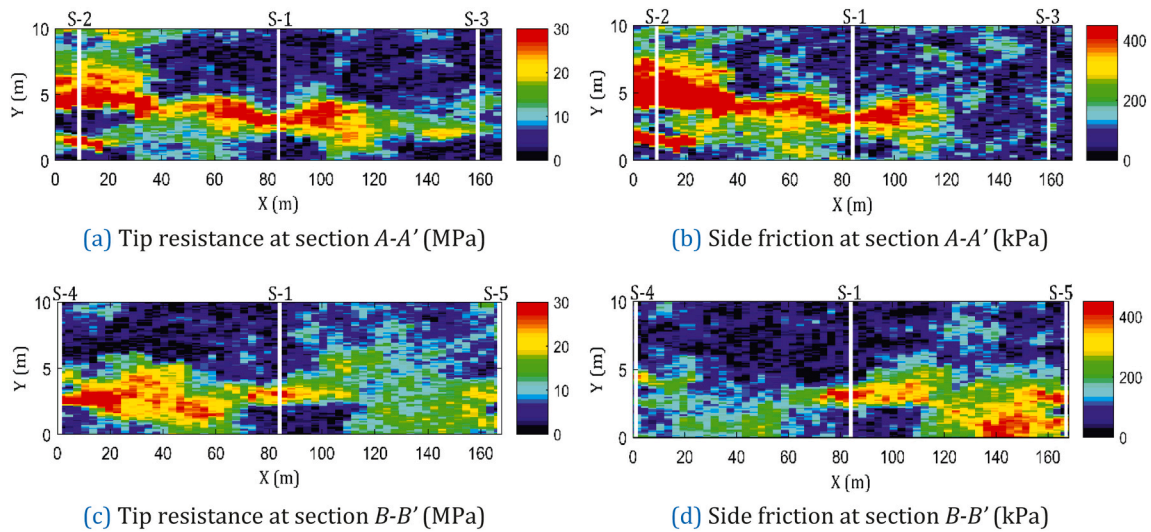 S-2 S-1 S-3
10
5
0
Y (m)
0 20 40 60 80 100 120 140 160
X (m)
30
20
10
0
(a) Tip resistance at section A-A′ (MPa)
S-2 S-1 S-3
10
5
0
Y (m)
0 20 40 60 80 100 120 140 160
X (m)
400
200
0
(b) Side friction at section A-A′ (kPa)
S-4 S-1 S-5
10
5
0
Y (m)
0 20 40 60 80 100 120 140 160
X (m)
30
20
10
0
(c) Tip resistance at section B-B′ (MPa)
S-4 S-1 S-5
10
5
0
Y (m)
0 20 40 60 80 100 120 140 160
X (m)
400
200
0
(d) Side friction at section B-B′ (kPa)